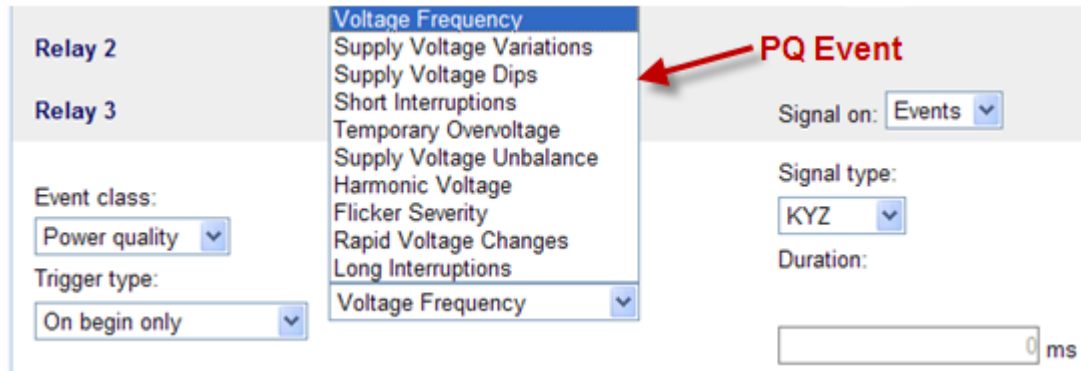 Relay 2
Relay 3
Event class:
Power quality
Trigger type:
On begin only
Voltage Frequency
Supply Voltage Variations
Supply Voltage Dips
Short Interruptions
Temporary Overvoltage
Supply Voltage Unbalance
Harmonic Voltage
Flicker Severity
Rapid Voltage Changes
Long Interruptions
Voltage Frequency
PQ Event
Signal on: Events
Signal type:
KYZ
Duration:
0 ms